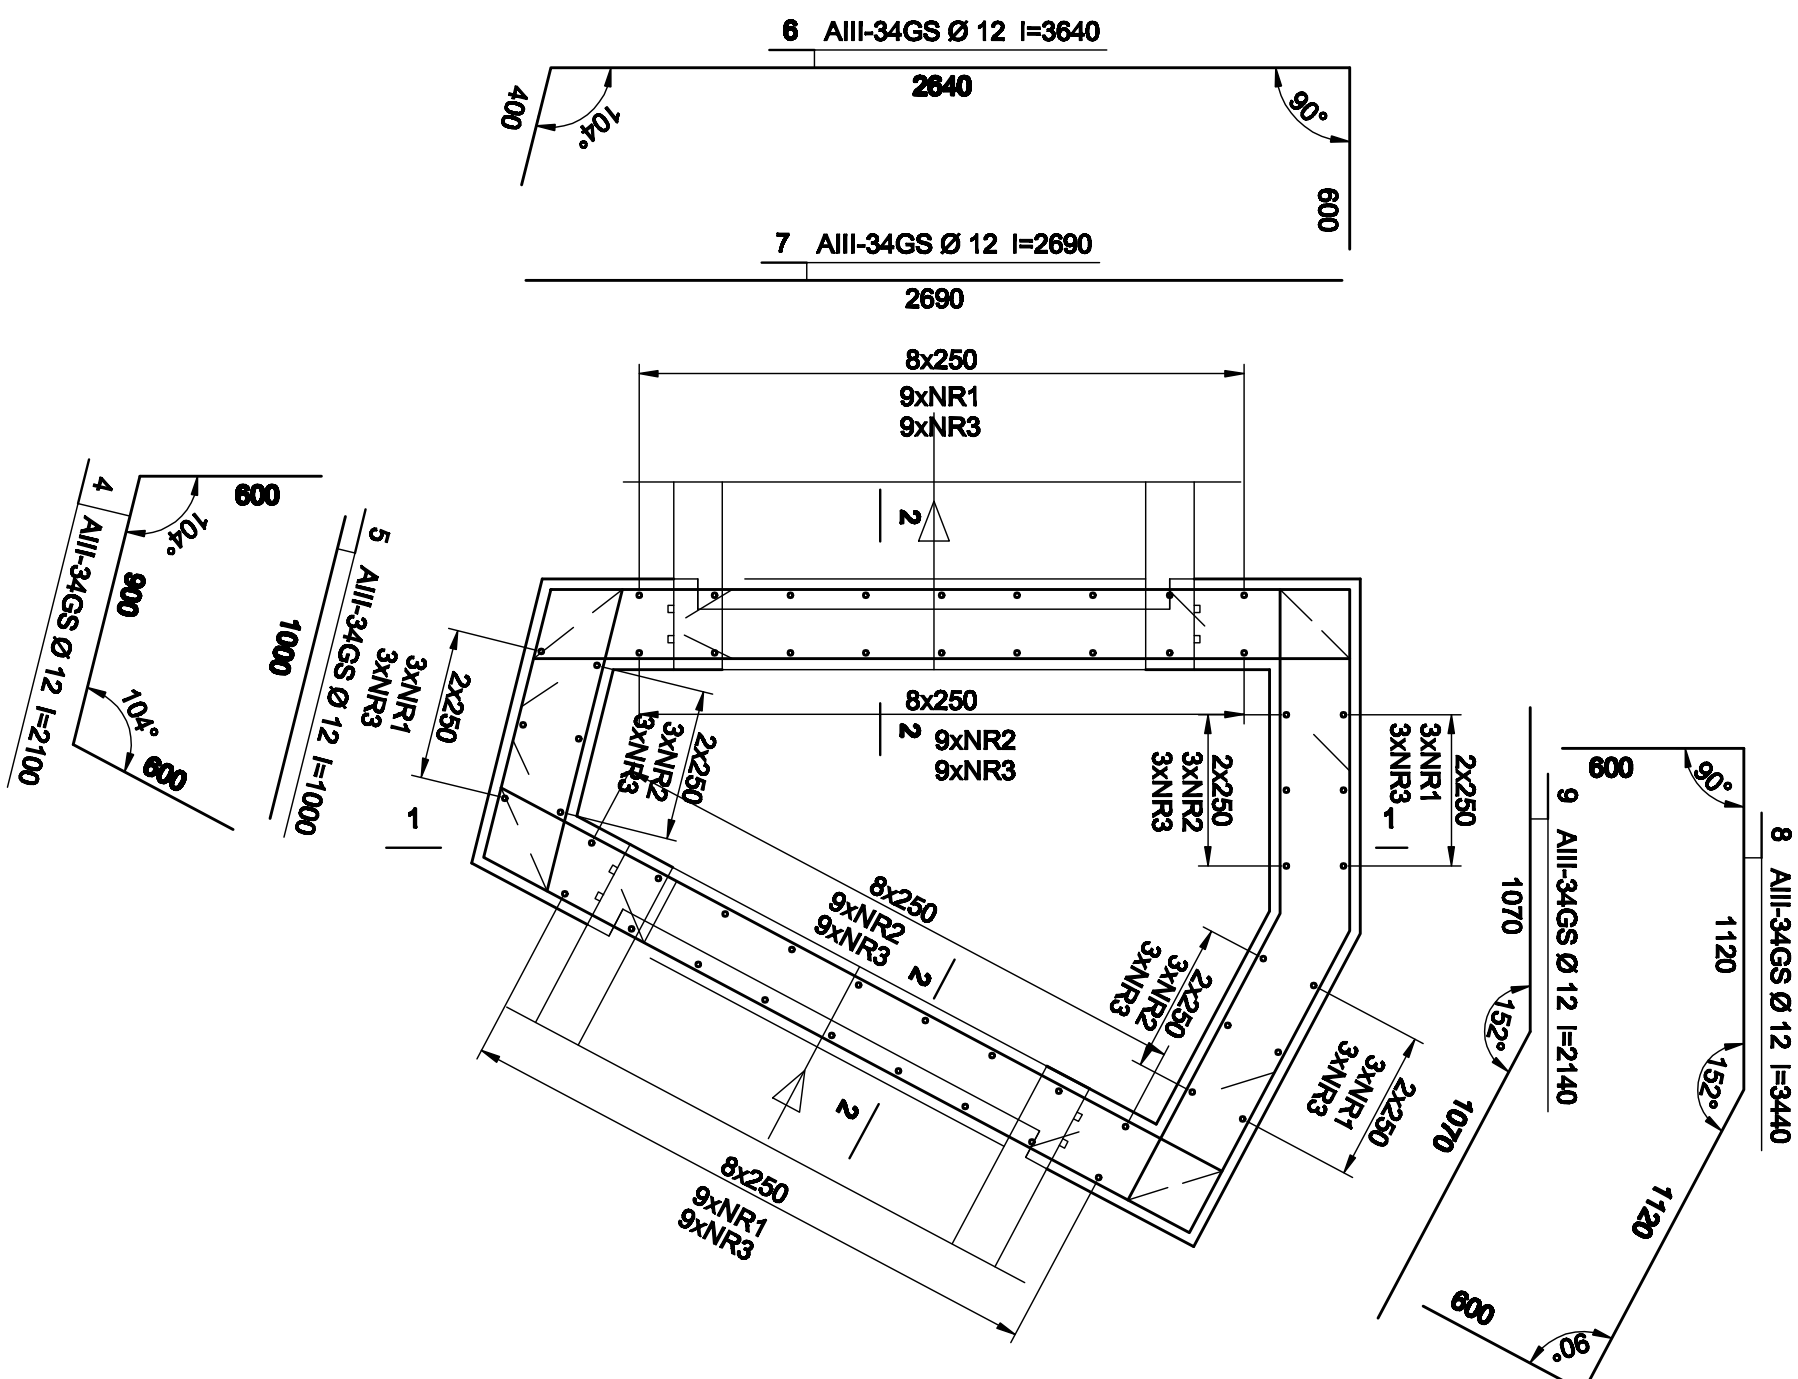 6 AIII-34GS Ø 12 l=3640
2640
400
104°
90°
600
7 AIII-34GS Ø 12 l=2690
2690
8x250
9xNR1
9xNR3
2
4 AIII-34GS Ø 12 l=2100
600
104°
900
104°
600
5 AIII-34GS Ø 12 l=1000
1000
2x250
3xNR1
3xNR3
1
2x250
3xNR2
3xNR3
8x250
9xNR2
9xNR3
2
2x250
3xNR2
3xNR3
2x250
3xNR1
3xNR3
1
8x250
9xNR2
9xNR3
2
2x250
3xNR2
3xNR3
2x250
3xNR1
3xNR3
2
8x250
9xNR1
9xNR3
9 AIII-34GS Ø 12 l=2140
1070
152°
1070
8 AIII-34GS Ø 12 l=3440
600
90°
1120
152°
1120
600
90°